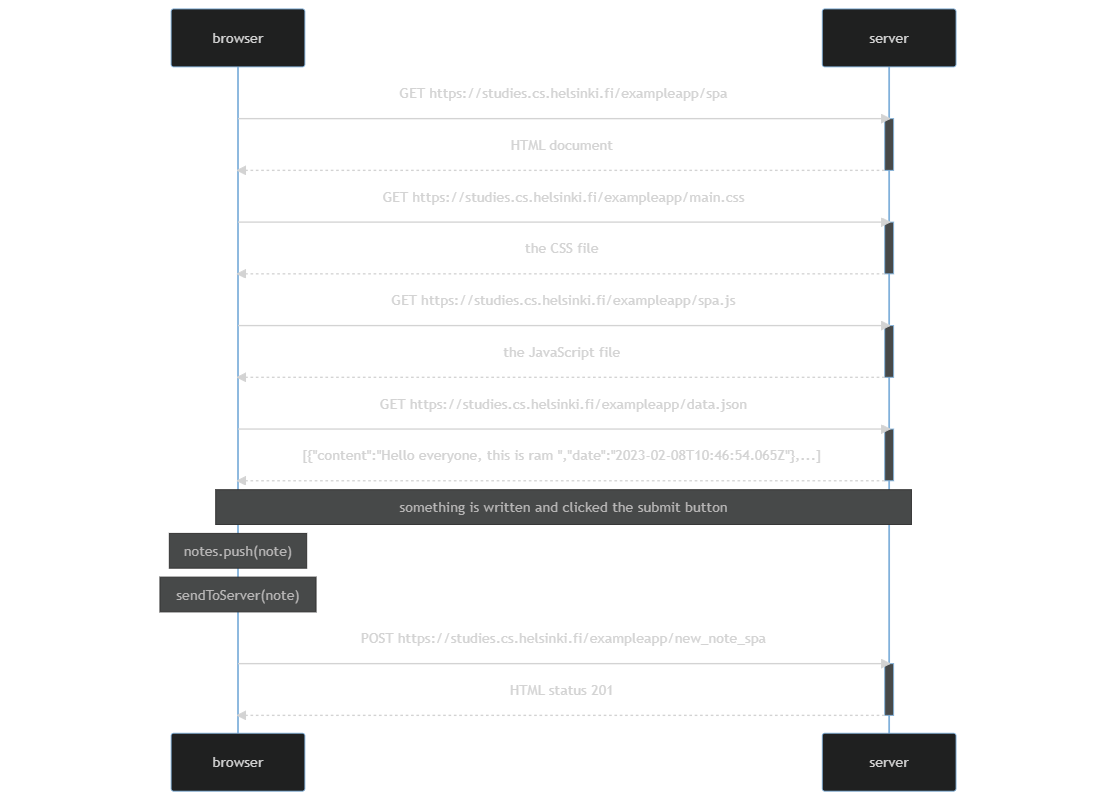 browser
server
GET https://studies.cs.helsinki.fi/exampleapp/spa
HTML document
GET https://studies.cs.helsinki.fi/exampleapp/main.css
the CSS file
GET https://studies.cs.helsinki.fi/exampleapp/spa.js
the JavaScript file
GET https://studies.cs.helsinki.fi/exampleapp/data.json
[{"content":"Hello everyone, this is ram ","date":"2023-02-08T10:46:54.065Z"},...]
something is written and clicked the submit button
notes.push(note)
sendToServer(note)
POST https://studies.cs.helsinki.fi/exampleapp/new_note_spa
HTML status 201
browser
server